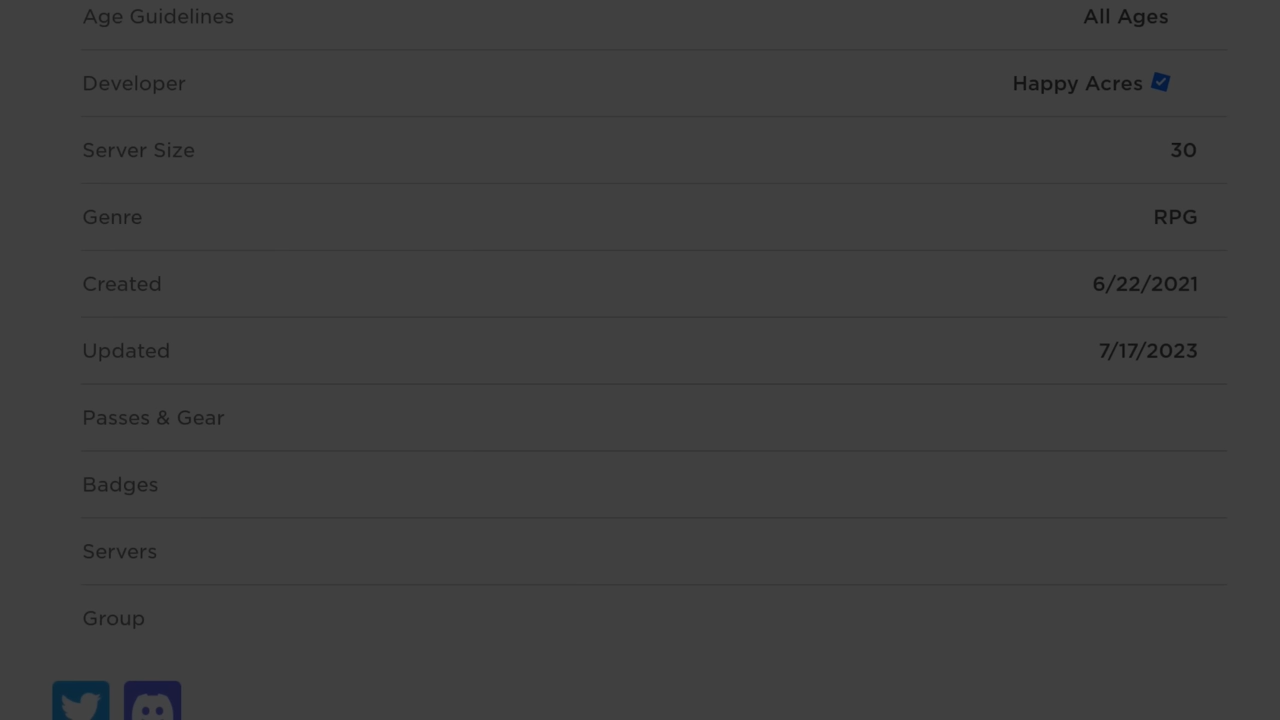 Age Guidelines All Ages
Developer Happy Acres
Server Size 30
Genre RPG
Created 6/22/2021
Updated 7/17/2023
Passes & Gear
Badges
Servers
Group